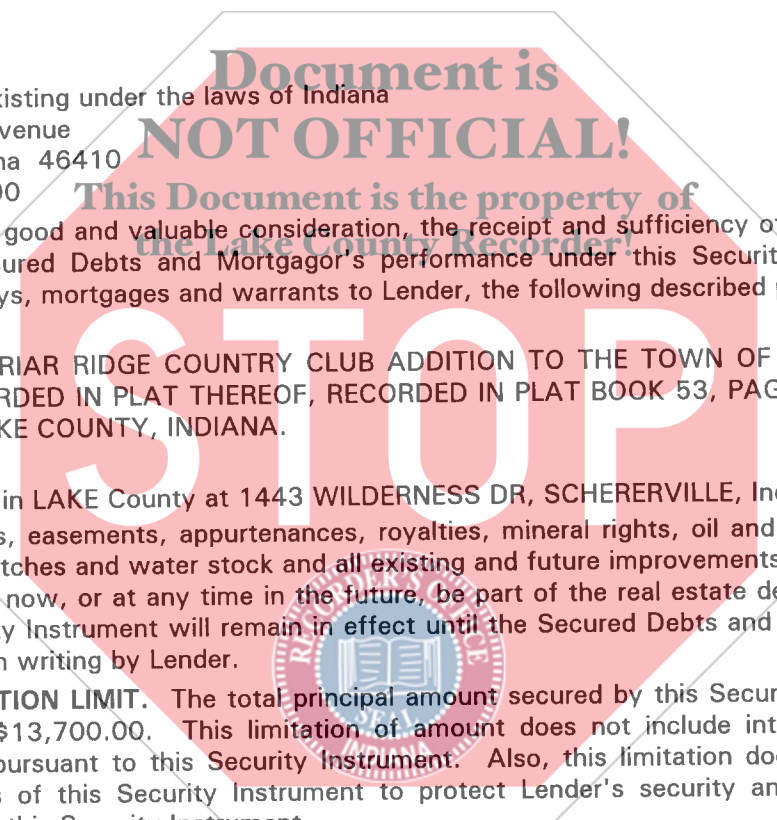 Document is
xisting under the laws of Indiana
venue
NOT OFFICIAL!
na 46410
00
This Document is the property of
good and valuable consideration, the receipt and sufficiency o
the Lake County Recorder!
ured Debts and Mortgagor's performance under this Securit
ys, mortgages and warrants to Lender, the following described
STOP
RIAR RIDGE COUNTRY CLUB ADDITION TO THE TOWN OF
RDED IN PLAT THEREOF, RECORDED IN PLAT BOOK 53, PAG
KE COUNTY, INDIANA.
in LAKE County at 1443 WILDERNESS DR, SCHERERVILLE, Ind
s, easements, appurtenances, royalties, mineral rights, oil and
tches and water stock and all existing and future improvements
now, or at any time in the future, be part of the real estate de
y Instrument will remain in effect until the Secured Debts and
n writing by Lender.
RECORDER'S OFFICE
SEAL
INDIANA
TION LIMIT. The total principal amount secured by this Secur
$13,700.00. This limitation of amount does not include int
pursuant to this Security Instrument. Also, this limitation do
s of this Security Instrument to protect Lender's security an